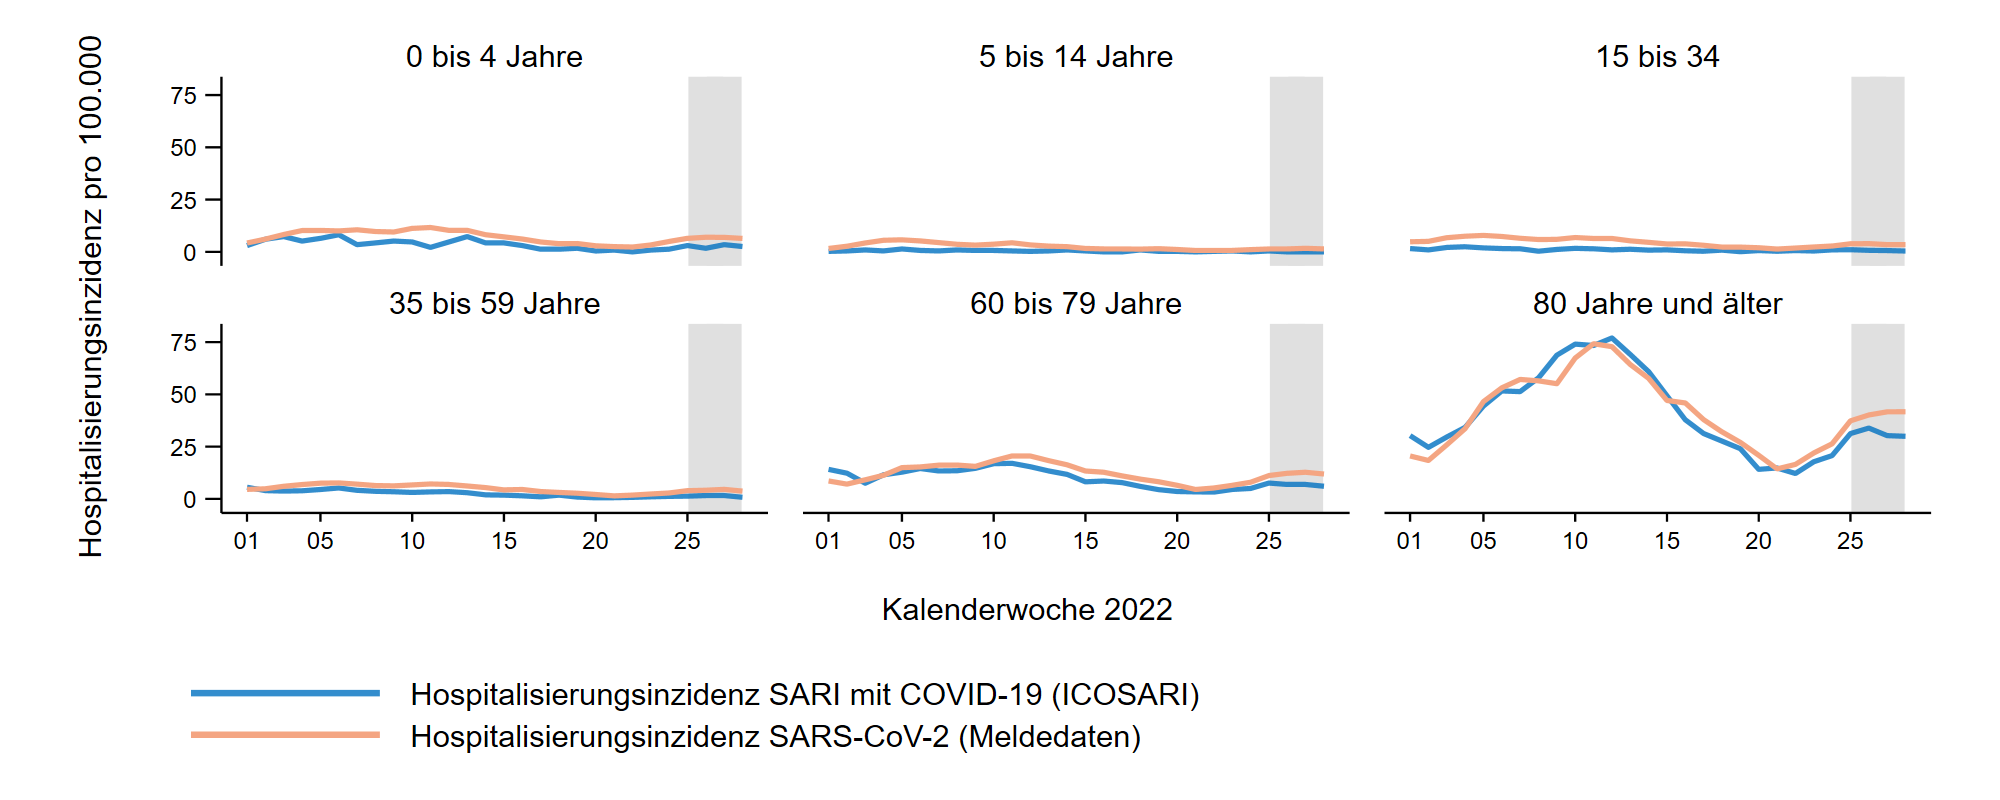 Hospitalisierungsinzidenz pro 100.000
0 bis 4 Jahre
5 bis 14 Jahre
15 bis 34
75
50
25
0
35 bis 59 Jahre
60 bis 79 Jahre
80 Jahre und älter
75
50
25
0
01 05 10 15 20 25
01 05 10 15 20 25
01 05 10 15 20 25
Kalenderwoche 2022
Hospitalisierungsinzidenz SARI mit COVID-19 (ICOSARI)
Hospitalisierungsinzidenz SARS-CoV-2 (Meldedaten)